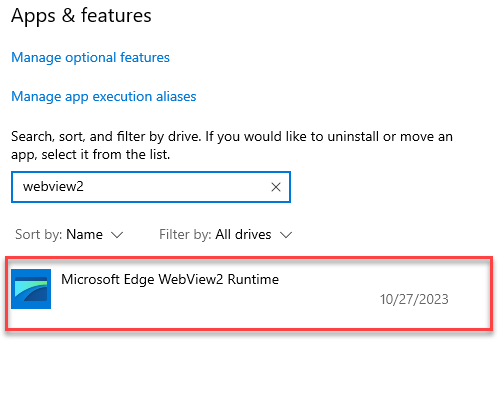 Apps & features
Manage optional features
Manage app execution aliases
Search, sort, and filter by drive. If you would like to uninstall or move an
app, select it from the list.
webview2
Sort by: Name Filter by: All drives
Microsoft Edge WebView2 Runtime
10/27/2023